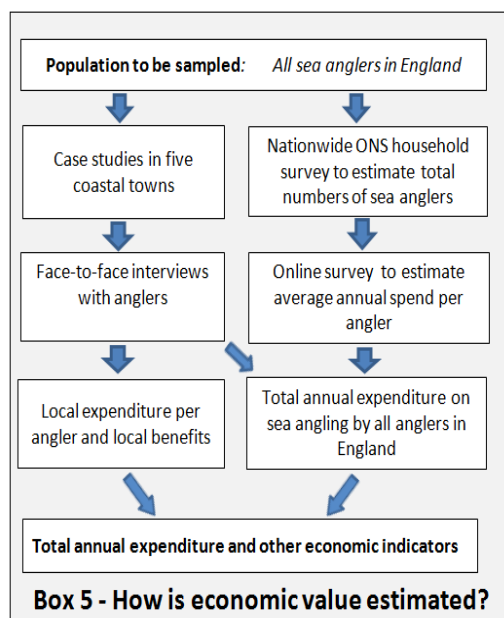 Population to be sampled: All sea anglers in England
Case studies in five
coastal towns
Nationwide ONS household
survey to estimate total
numbers of sea anglers
Face-to-face interviews
with anglers
Online survey to estimate
average annual spend per
angler
Local expenditure per
angler and local benefits
Total annual expenditure on
sea angling by all anglers in
England
Total annual expenditure and other economic indicators
Box 5 - How is economic value estimated?